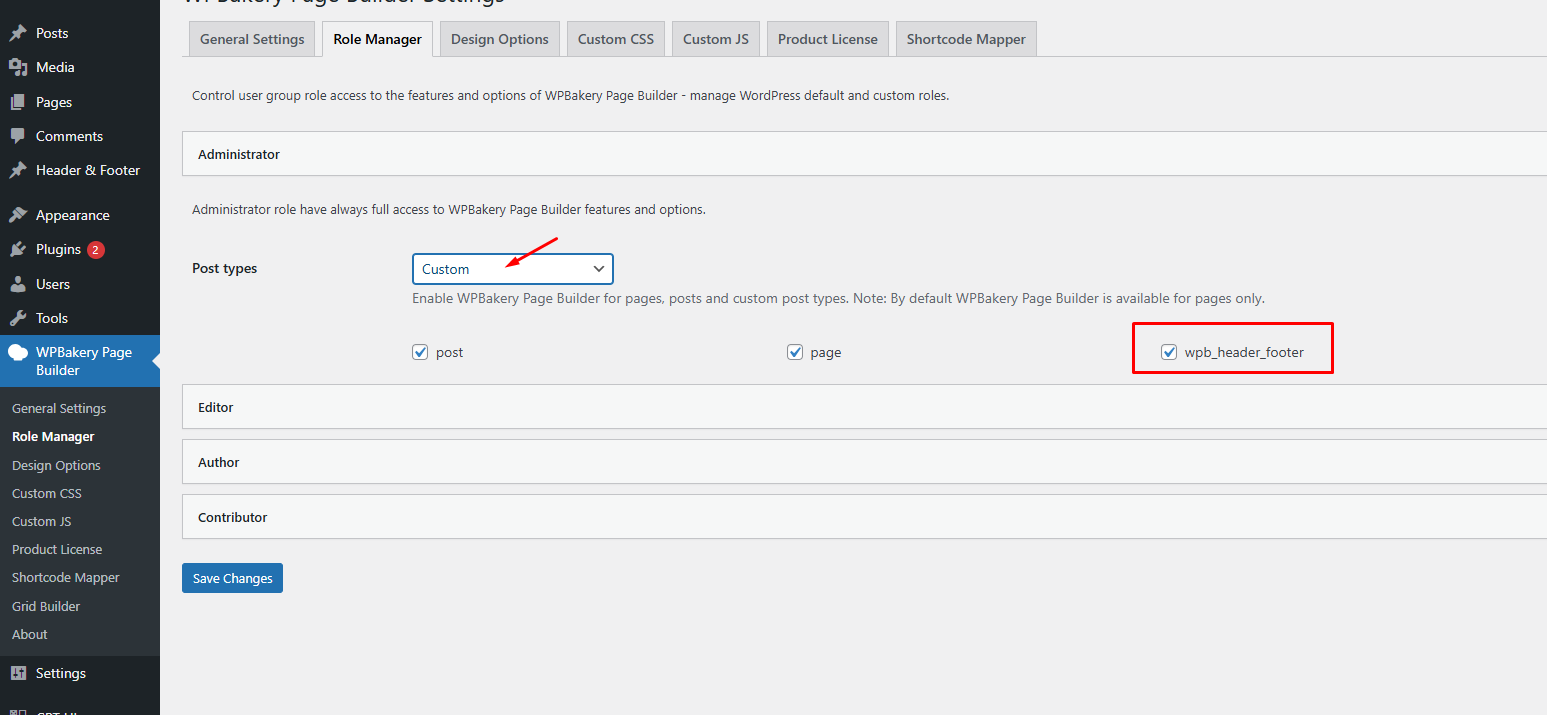 WPBakery Page Builder Settings
Posts
Media
Pages
Comments
Header & Footer
Appearance
Plugins 2
Users
Tools
WPBakery Page
Builder
General Settings
Role Manager
Design Options
Custom CSS
Custom JS
Product License
Shortcode Mapper
Grid Builder
About
Settings
General Settings
Role Manager
Design Options
Custom CSS
Custom JS
Product License
Shortcode Mapper
Control user group role access to the features and options of WPBakery Page Builder - manage WordPress default and custom roles.
Administrator
Administrator role have always full access to WPBakery Page Builder features and options.
Post types
Custom
Enable WPBakery Page Builder for pages, posts and custom post types. Note: By default WPBakery Page Builder is available for pages only.
post
page
wpb_header_footer
Editor
Author
Contributor
Save Changes